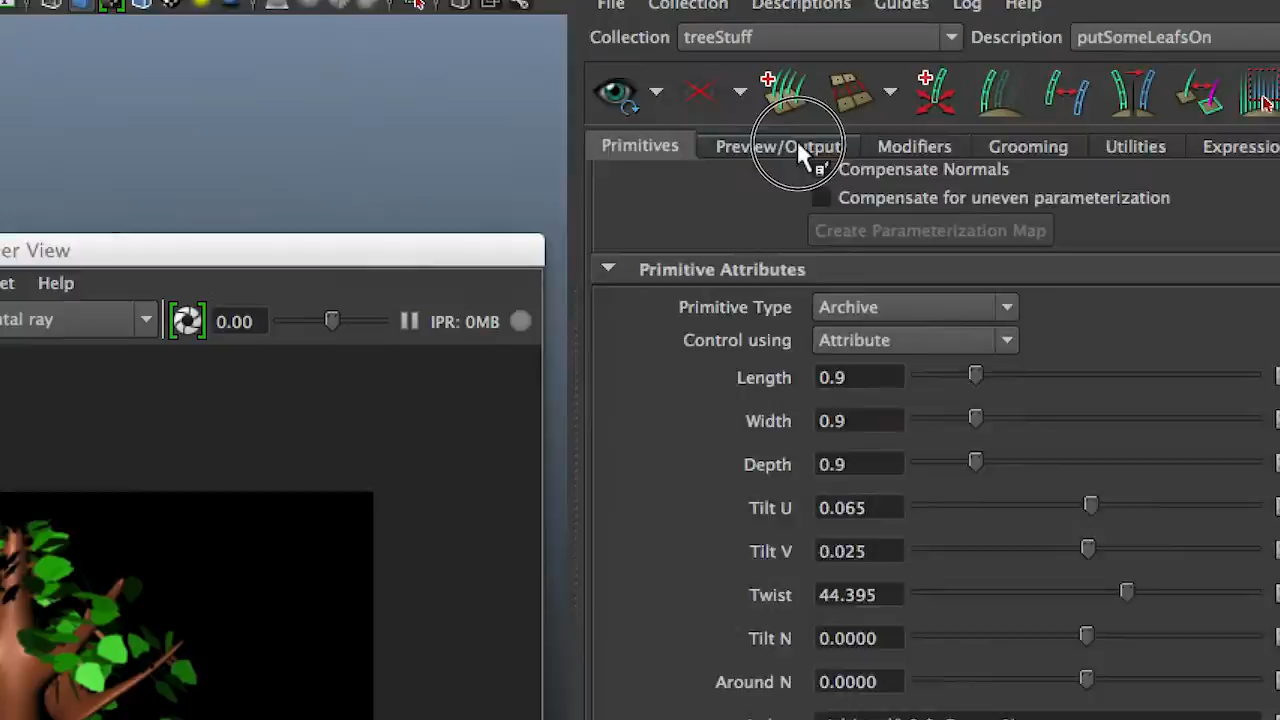 File Collection Descriptions Guides Log Help
Collection treeStuff Description putSomeLeafsOn
Primitives Preview/Output Modifiers Grooming Utilities Expressio
Compensate Normals
Compensate for uneven parameterization
Create Parameterization Map
er View
et Help
ntal ray 0.00 IPR: 0MB
Primitive Attributes
Primitive Type Archive
Control using Attribute
Length 0.9
Width 0.9
Depth 0.9
Tilt U 0.065
Tilt V 0.025
Twist 44.395
Tilt N 0.0000
Around N 0.0000